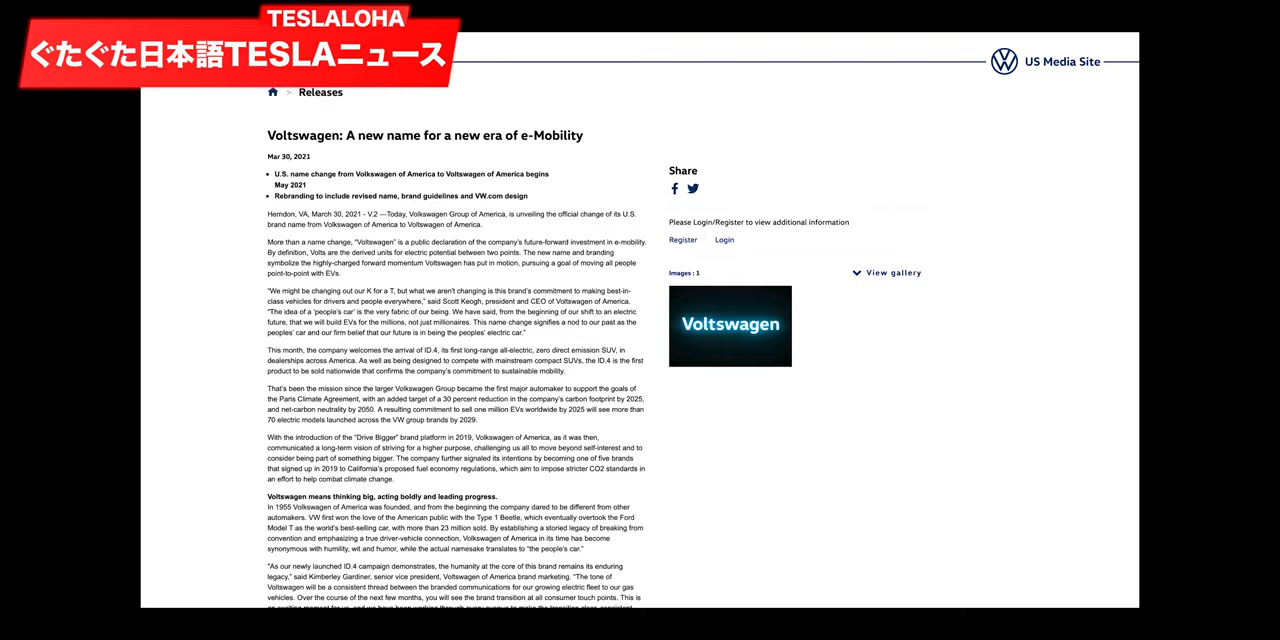 TESLALOHA
ぐたぐた日本語TESLAニュース
US Media Site
> Releases
Voltswagen: A new name for a new era of e-Mobility
Mar 30, 2021
• U.S. name change from Volkswagen of America to Voltswagen of America begins
May 2021
• Rebranding to include revised name, brand guidelines and VW.com design
Herndon, VA, March 30, 2021 - V.2 —Today, Volkswagen Group of America, is unveiling the official change of its U.S.
brand name from Volkswagen of America to Voltswagen of America.
More than a name change, “Voltswagen” is a public declaration of the company’s future-forward investment in e-mobility.
By definition, Volts are the derived units for electric potential between two points. The new name and branding
symbolize the highly-charged forward momentum Voltswagen has put in motion, pursuing a goal of moving all people
point-to-point with EVs.
“We might be changing out our K for a T, but what we aren’t changing is this brand’s commitment to making best-in-
class vehicles for drivers and people everywhere,” said Scott Keogh, president and CEO of Voltswagen of America.
“The idea of a ‘people’s car’ is the very fabric of our being. We have said, from the beginning of our shift to an electric
future, that we will build EVs for the millions, not just millionaires. This name change signifies a nod to our past as the
peoples’ car and our firm belief that our future is in being the peoples’ electric car.”
This month, the company welcomes the arrival of ID.4, its first long-range all-electric, zero direct emission SUV, in
dealerships across America. As well as being designed to compete with mainstream compact SUVs, the ID.4 is the first
product to be sold nationwide that confirms the company’s commitment to sustainable mobility.
That’s been the mission since the larger Volkswagen Group became the first major automaker to support the goals of
the Paris Climate Agreement, with an added target of a 30 percent reduction in the company’s carbon footprint by 2025,
and net-carbon neutrality by 2050. A resulting commitment to sell one million EVs worldwide by 2025 will see more than
70 electric models launched across the VW group brands by 2029.
With the introduction of the “Drive Bigger” brand platform in 2019, Volkswagen of America, as it was then,
communicated a long-term vision of striving for a higher purpose, challenging us all to move beyond self-interest and to
consider being part of something bigger. The company further signaled its intentions by becoming one of five brands
that signed up in 2019 to California’s proposed fuel economy regulations, which aim to impose stricter CO2 standards in
an effort to help combat climate change.
Voltswagen means thinking big, acting boldly and leading progress.
In 1955 Volkswagen of America was founded, and from the beginning the company dared to be different from other
automakers. VW first won the love of the American public with the Type 1 Beetle, which eventually overtook the Ford
Model T as the world’s best-selling car, with more than 23 million sold. By establishing a storied legacy of breaking from
convention and emphasizing a true driver-vehicle connection, Volkswagen of America in its time has become
synonymous with humility, wit and humor, while the actual namesake translates to “the people’s car.”
“As our newly launched ID.4 campaign demonstrates, the humanity at the core of this brand remains its enduring
legacy,” said Kimberley Gardiner, senior vice president, Voltswagen of America brand marketing. “The tone of
Voltswagen will be a consistent thread between the branded communications for our growing electric fleet to our gas
vehicles. Over the course of the next few months, you will see the brand transition at all consumer touch points. This is
Share
Please Login/Register to view additional information
Register Login
Images : 1 View gallery
Voltswagen